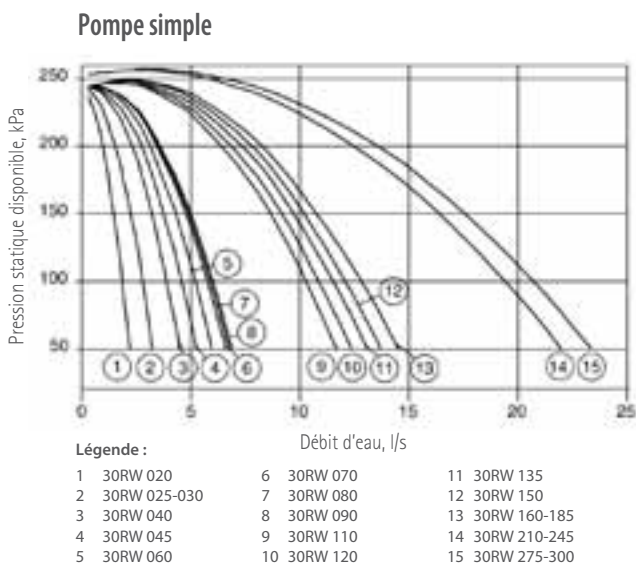 Pompe simple
Pression statique disponible, kPa
250
200
150
100
50
5
7
12
8
1 2 3 4 6 9 10 11 13 14 15
0 5 10 15 20 25
Débit d'eau, l/s
Légende :
1 30RW 020
2 30RW 025-030
3 30RW 040
4 30RW 045
5 30RW 060
6 30RW 070
7 30RW 080
8 30RW 090
9 30RW 110
10 30RW 120
11 30RW 135
12 30RW 150
13 30RW 160-185
14 30RW 210-245
15 30RW 275-300